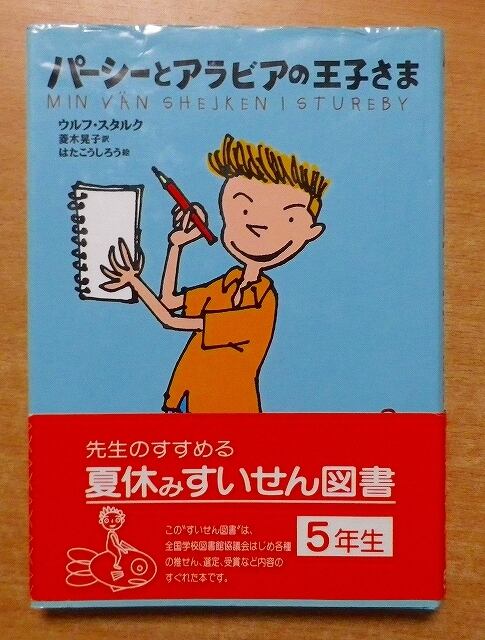 パーシーとアラビアの王子さま
MIN VÄN SHEJKEN I STUREBY
ウルフ・スタルク
菱木晃子 訳
はたこうしろう 絵
先生のすすめる
夏休みすいせん図書
この"すいせん図書"は、
全国学校図書館協議会はじめ各種
の推せん、選定、受賞など内容の
すぐれた本です。
5年生